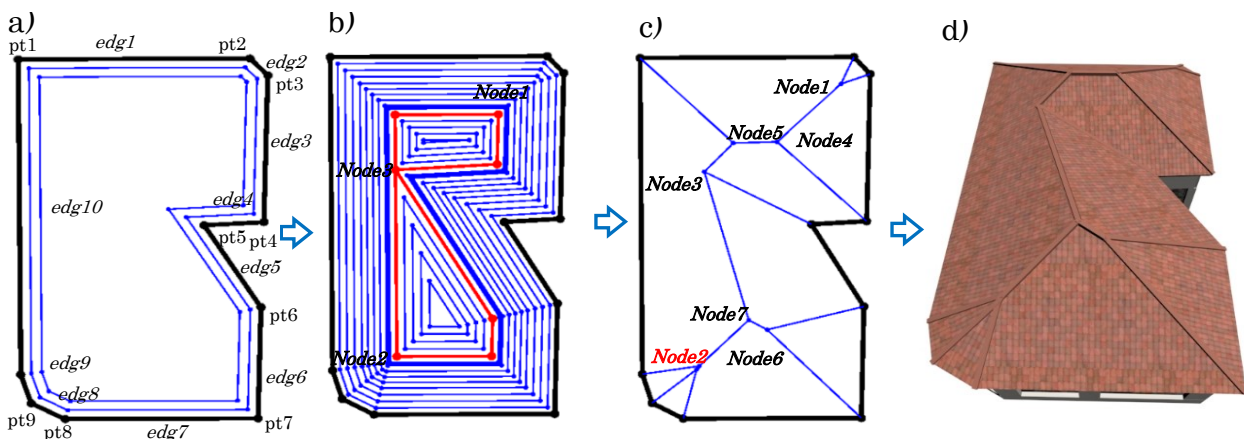 a)
b)
c)
d)
pt1
edg1
pt2
edg2
pt3
edg3
edg4
edg10
pt5
pt4
edg5
pt6
edg9
edg8
edg6
pt9
pt8
edg7
pt7
Node1
Node3
Node2
Node1
Node5
Node4
Node3
Node7
Node2
Node6